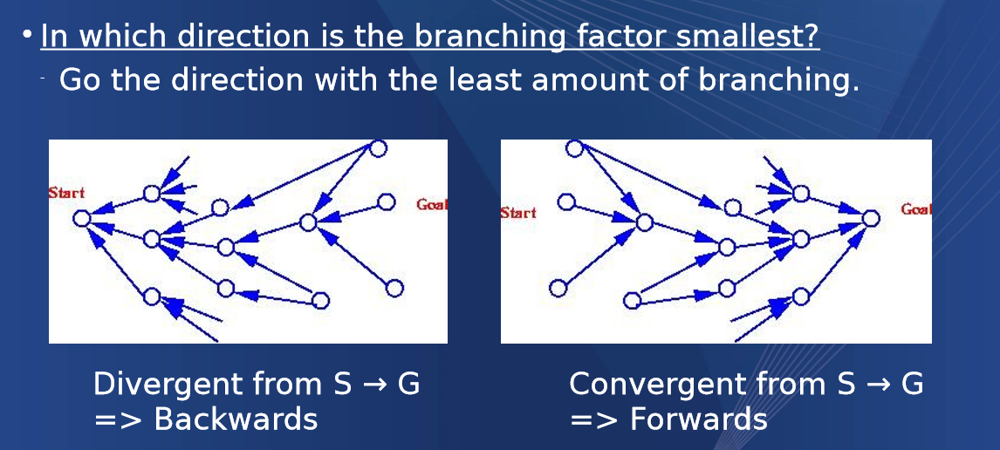 • In which direction is the branching factor smallest?
- Go the direction with the least amount of branching.
Start
Goal
Start
Goal
Divergent from S → G
=> Backwards
Convergent from S → G
=> Forwards